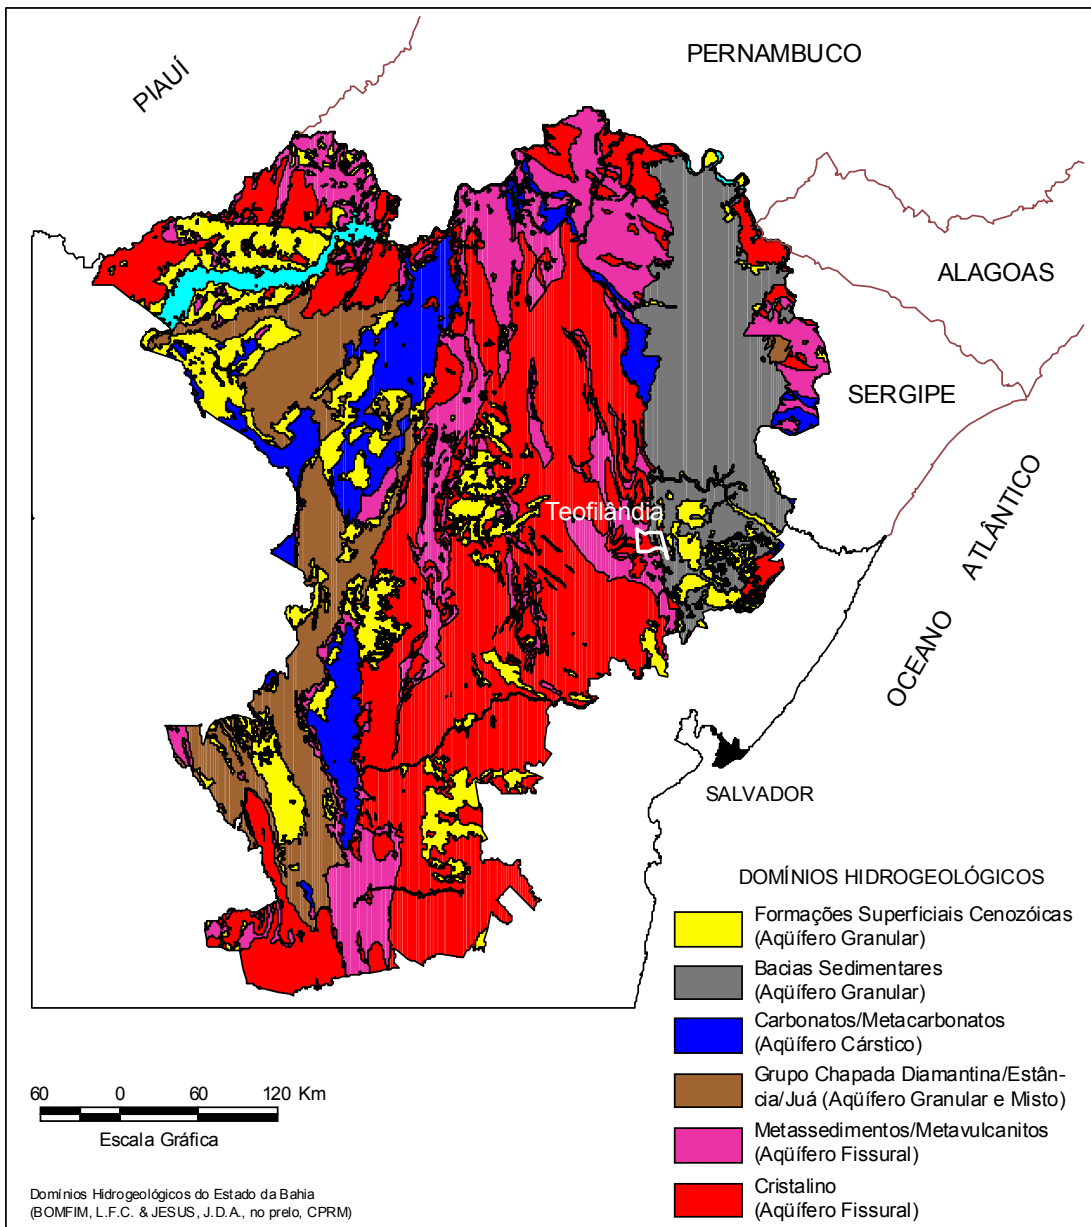 PIAUÍ
PERNAMBUCO
ALAGOAS
SERGIPE
Teofilândia
OCEANO ATLÂNTICO
SALVADOR
DOMÍNIOS HIDROGEOLÓGICOS
Formações Superficiais Cenozóicas
(Aqüífero Granular)
Bacias Sedimentares
(Aqüífero Granular)
Carbonatos/Metacarbonatos
(Aqüífero Cárstico)
Grupo Chapada Diamantina/Estân-
cia/Juá (Aqüífero Granular e Misto)
Metassedimentos/Metavulcanitos
(Aqüífero Fissural)
Cristalino
(Aqüífero Fissural)
60 0 60 120 Km
Escala Gráfica
Domínios Hidrogeológicos do Estado da Bahia
(BOMFIM, L.F.C. & JESUS, J.D.A., no prelo, CPRM)